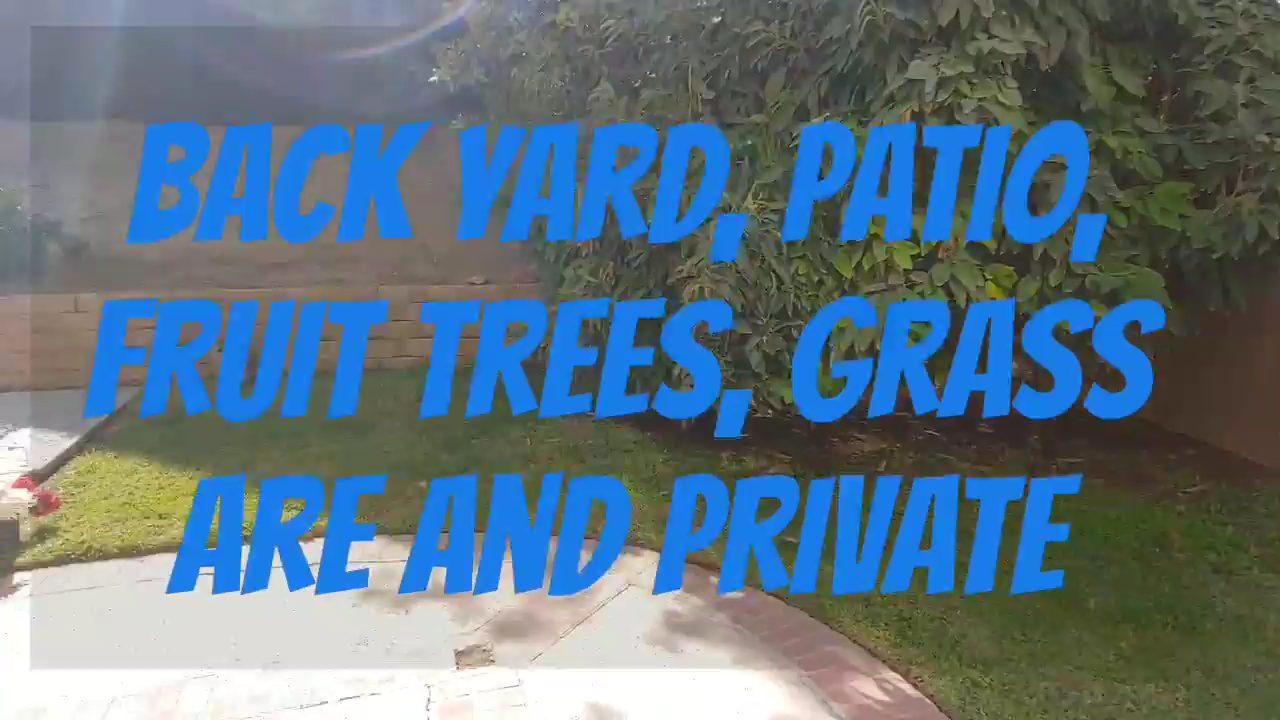 BACK YARD, PATIO,
FRUIT TREES, GRASS
ARE AND PRIVATE